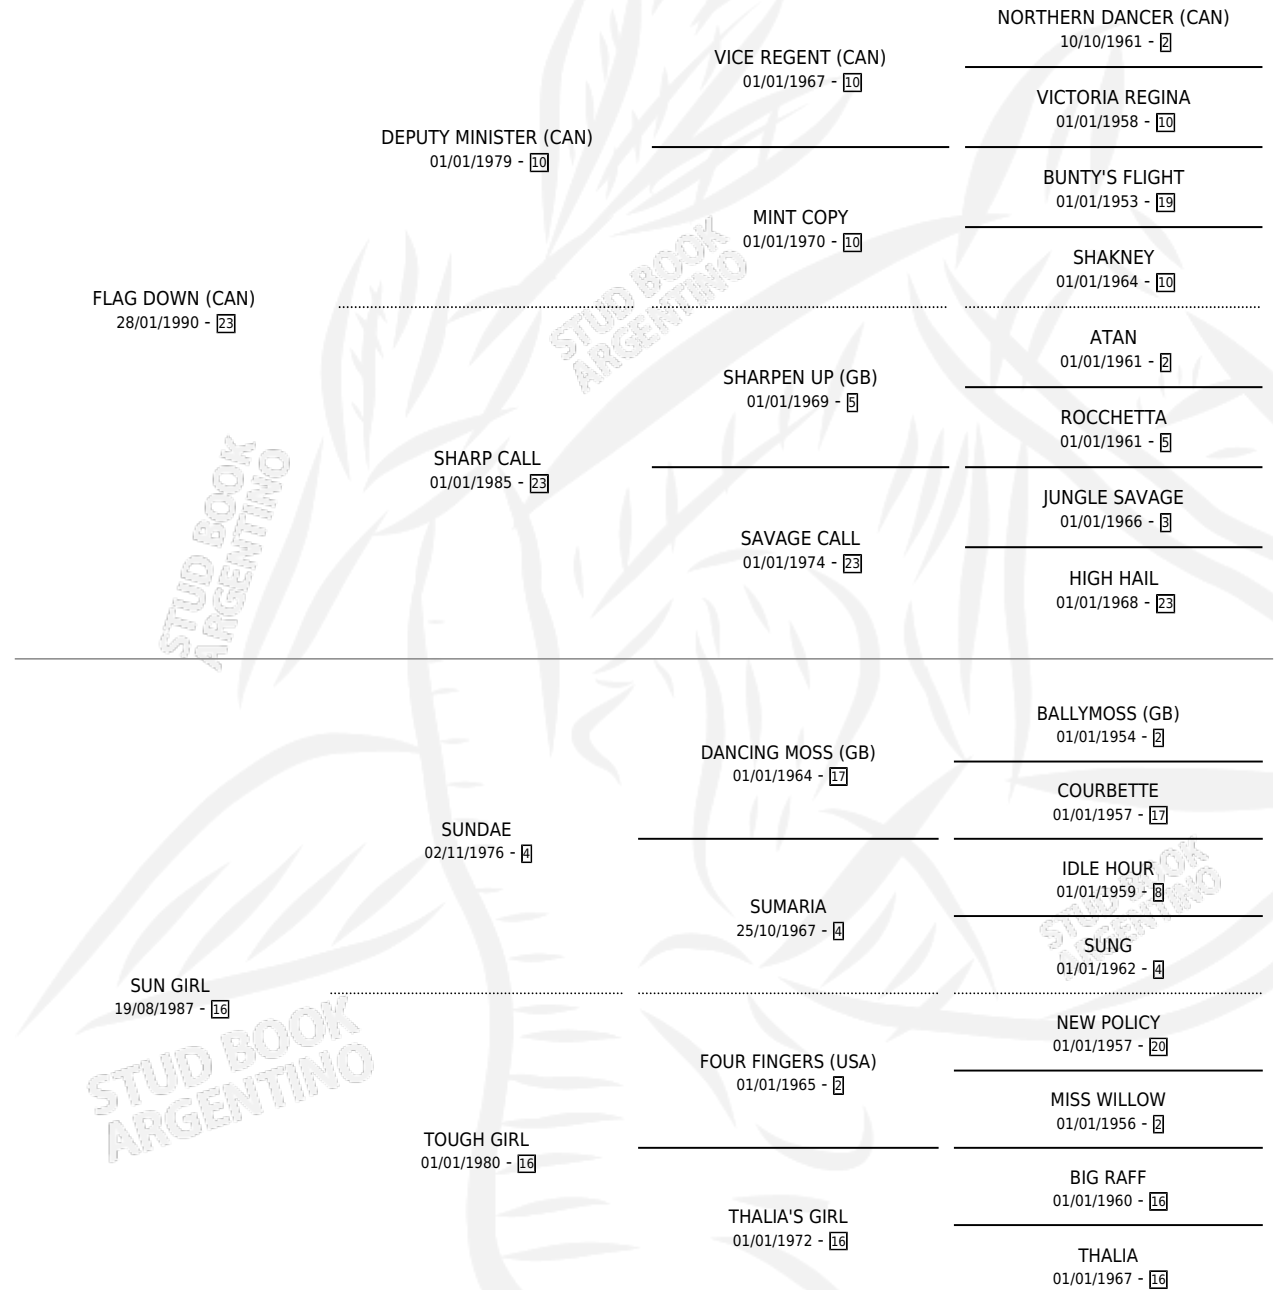 NORTHERN DANCER (CAN)
10/10/1961 - 2
VICE REGENT (CAN)
01/01/1967 - 10
VICTORIA REGINA
01/01/1958 - 10
DEPUTY MINISTER (CAN)
01/01/1979 - 10
BUNTY'S FLIGHT
01/01/1953 - 19
MINT COPY
01/01/1970 - 10
SHAKNEY
01/01/1964 - 10
FLAG DOWN (CAN)
28/01/1990 - 23
STUD BOOK
ARGENTINO
ATAN
01/01/1961 - 2
SHARPEN UP (GB)
01/01/1969 - 5
ROCCHETTA
01/01/1961 - 5
SHARP CALL
01/01/1985 - 23
JUNGLE SAVAGE
01/01/1966 - 3
SAVAGE CALL
01/01/1974 - 23
HIGH HAIL
01/01/1968 - 23
STUD BOOK
ARGENTINO
BALLYMOSS (GB)
01/01/1954 - 2
DANCING MOSS (GB)
01/01/1964 - 17
COURBETTE
01/01/1957 - 17
SUNDAE
02/11/1976 - 4
IDLE HOUR
01/01/1959 - 8
SUMARIA
25/10/1967 - 4
SUNG
01/01/1962 - 4
STUD BOOK
ARGENTINO
SUN GIRL
19/08/1987 - 16
STUD BOOK
ARGENTINO
NEW POLICY
01/01/1957 - 20
FOUR FINGERS (USA)
01/01/1965 - 2
MISS WILLOW
01/01/1956 - 2
TOUGH GIRL
01/01/1980 - 16
BIG RAFF
01/01/1960 - 16
THALIA'S GIRL
01/01/1972 - 16
THALIA
01/01/1967 - 16